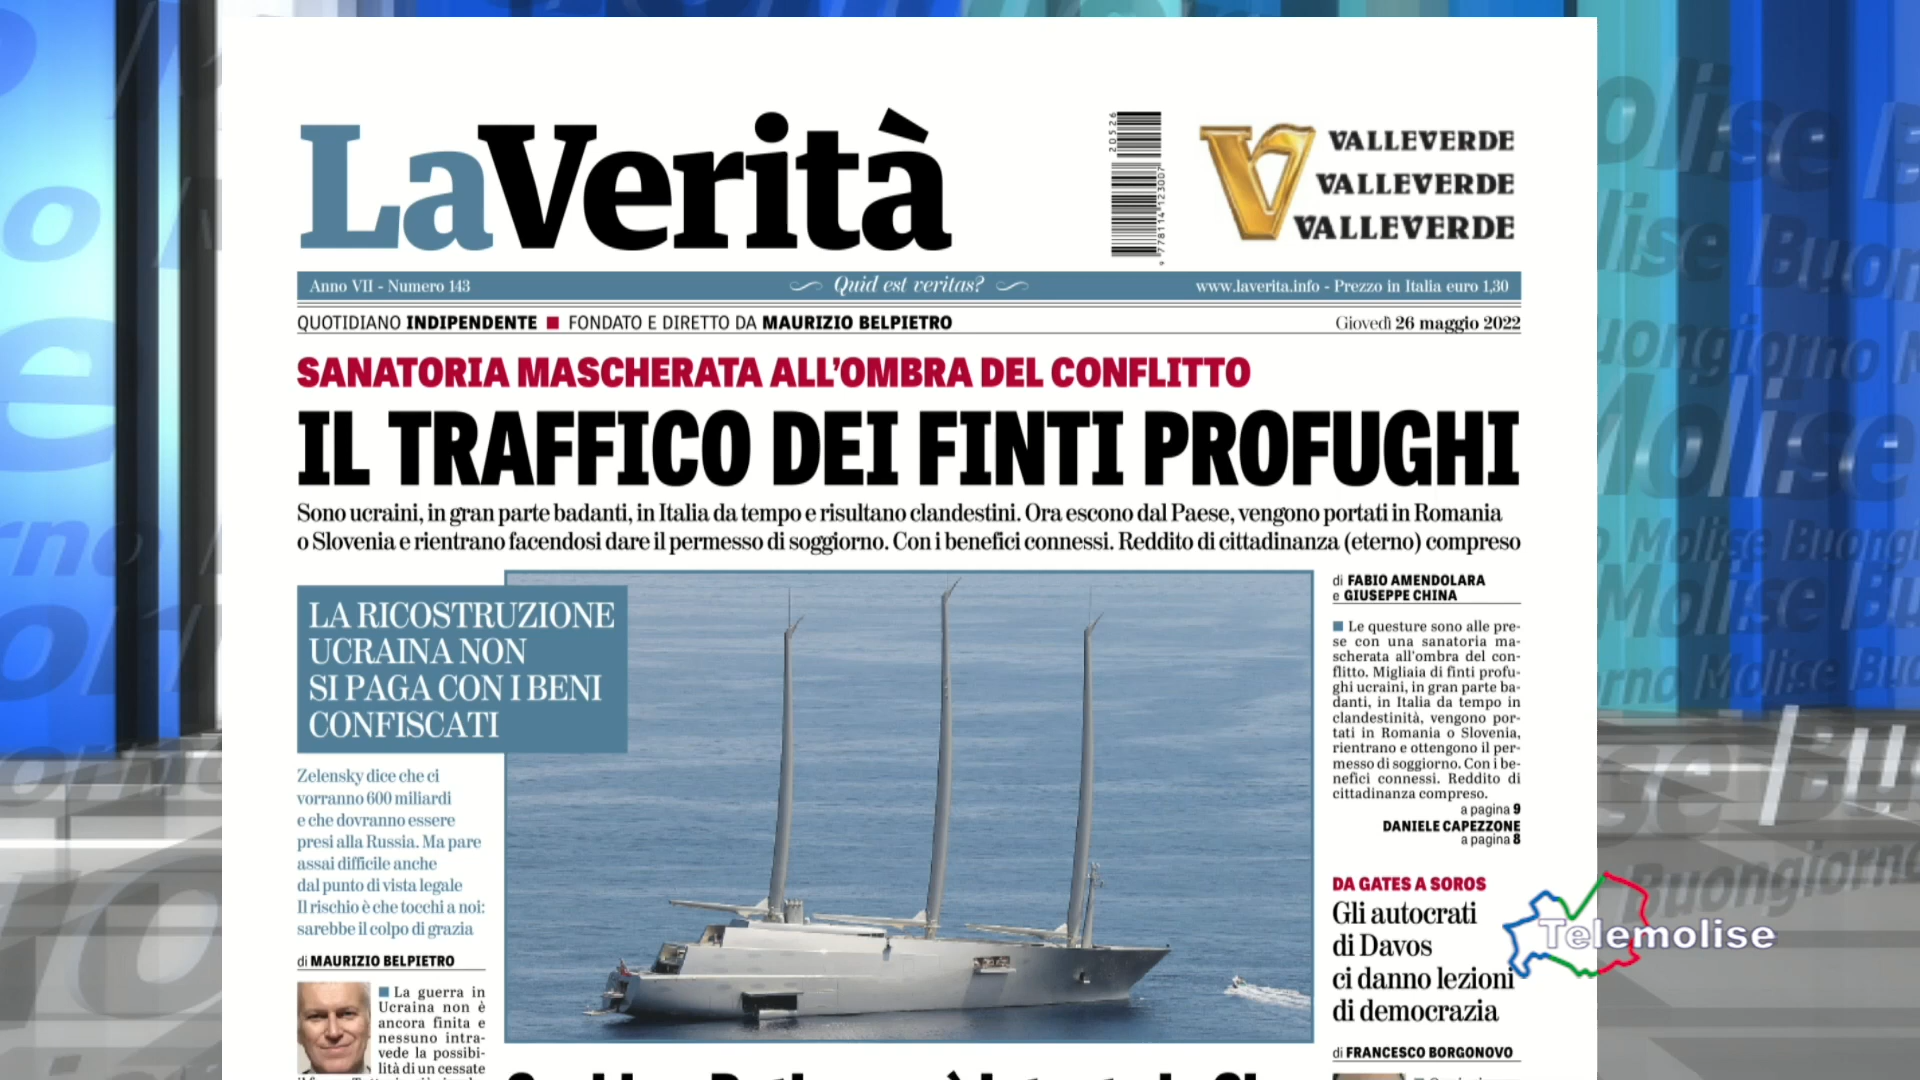 LaVerità
20526
9 778114 123007
VALLEVERDE
VALLEVERDE
VALLEVERDE
Anno VII - Numero 143
Quid est veritas?
www.laverita.info - Prezzo in Italia euro 1,30
QUOTIDIANO INDIPENDENTE ■ FONDATO E DIRETTO DA MAURIZIO BELPIETRO
Giovedì 26 maggio 2022
SANATORIA MASCHERATA ALL'OMBRA DEL CONFLITTO
IL TRAFFICO DEI FINTI PROFUGHI
Sono ucraini, in gran parte badanti, in Italia da tempo e risultano clandestini. Ora escono dal Paese, vengono portati in Romania
o Slovenia e rientrano facendosi dare il permesso di soggiorno. Con i benefici connessi. Reddito di cittadinanza (eterno) compreso
LA RICOSTRUZIONE
UCRAINA NON
SI PAGA CON I BENI
CONFISCATI
Zelensky dice che ci
vorranno 600 miliardi
e che dovranno essere
presi alla Russia. Ma pare
assai difficile anche
dal punto di vista legale
Il rischio è che tocchi a noi:
sarebbe il colpo di grazia
di MAURIZIO BELPIETRO
■ La guerra in
Ucraina non è
ancora finita e
nessuno intra-
vede la possibi-
lità di un cessate
di FABIO AMENDOLARA
e GIUSEPPE CHINA
■ Le questure sono alle pre-
se con una sanatoria ma-
scherata all'ombra del con-
flitto. Migliaia di finti profu-
ghi ucraini, in gran parte ba-
danti, in Italia da tempo in
clandestinità, vengono por-
tati in Romania o Slovenia,
rientrano e ottengono il per-
messo di soggiorno. Con i be-
nefici connessi. Reddito di
cittadinanza compreso.
a pagina 9
DANIELE CAPEZZONE
a pagina 8
DA GATES A SOROS
Gli autocrati
di Davos
ci danno lezioni
di democrazia
di FRANCESCO BORGONOVO
Telemolise
Buongiorno
Molise
Buongiorno Molise